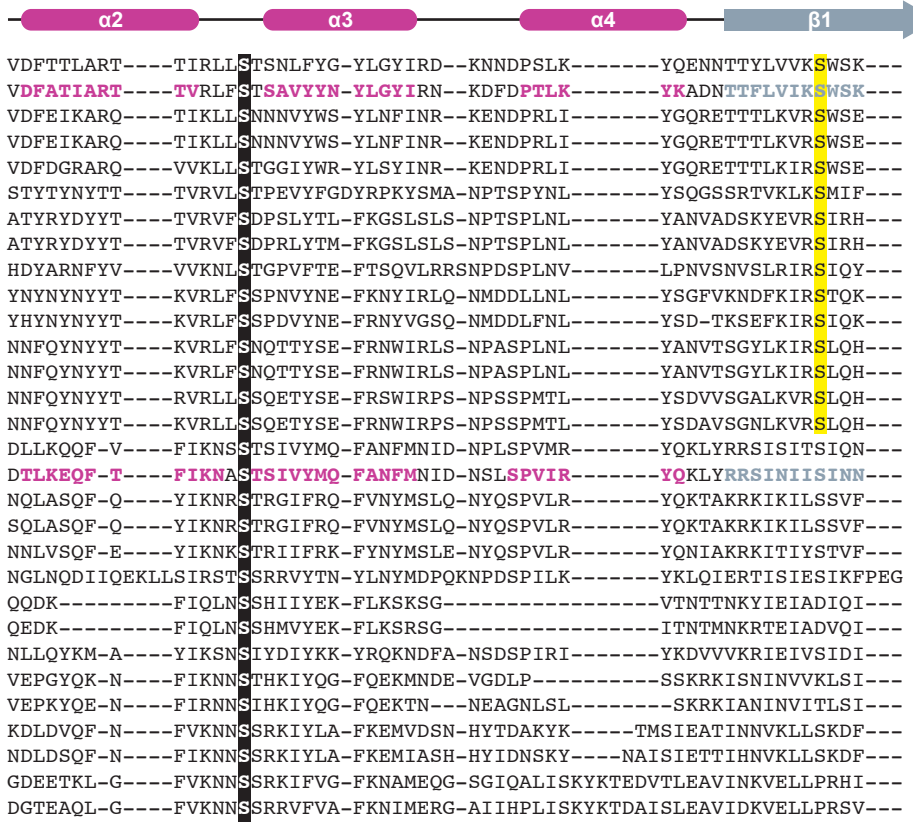 α2 α3 α4 β1
VDFTTLART----TIRLLSTSNLFYG-YLGYIRD--KNNDPSLK-------YQENNTTYLVVKSWSK---
VDFATIART----TVRLFSTSAVYYN-YLGYIRN--KDFDPTLK-------YKADNTTFLVIKSWSK---
VDFEIKARQ----TIKLLSNNNVYWS-YLNFINR--KENDPRLI-------YGQRETTTLKVRSWSE---
VDFEIKARQ----TIKLLSNNNVYWS-YLNFINR--KENDPRLI-------YGQRETTTLKVRSWSE---
VDFDGRARQ----VVKLLSTGGIYWR-YLSYINR--KENDPRLI-------YGQRETTTLKIRSWSE---
STYTYNYTT----TVRVLSTPEVYFGDYRPKYSMA-NPTSPYNL-------YSQGSSRTVKLKSMIF---
ATYRYDYYT----TVRVFSDPSLYTL-FKGSLSLS-NPTSPLNL-------YANVADSKYEVRSIRH---
ATYRYDYYT----TVRVFSDPRLYTM-FKGSLSLS-NPTSPLNL-------YANVADSKYEVRSIRH---
HDYARNFYV----VVKNLSTGPVFTE-FTSQVLRRSNPDSPLNV-------LPNVSNVSLRIRSIQY---
YNYNYNYYT----KVRLFSSPNVYNE-FKNYIRLQ-NMDDLLNL-------YSGFVKNDFKIRSTQK---
YHYNYNYYT----KVRLFSSPDVYNE-FRNYVGSQ-NMDDLFNL-------YSD-TKSEFKIRSIQK---
NNFQYNYYT----KVRLFSNQTTYSE-FRNWIRLS-NPASPLNL-------YANVTSGYLKIRSLQH---
NNFQYNYYT----KVRLFSNQTTYSE-FRSWIRLS-NPASPLNL-------YANVTSGYLKIRSLQH---
NNFQYNYYT----RVRLLSSQETYSE-FRSWIRPS-NPSSPMTL-------YSDVVSGALKVRSLQH---
NNFQYNYYT----KVRLLSSQETYSE-FRNWIRPS-NPSSPMTL-------YSDAVSGNLKVRSLQH---
DLLKQQF-V----FIKNSSTSIVYMQ-FANFMNID-NPLSPVMR-------YQKLYRRSISITSIQN---
DTLKEQF-T----FIKNASTSIVYMQ-FANFMNID-NSLSPVIR-------YQKLYRRSINIISINN---
NQLASQF-Q----YIKNRSTRGIFRQ-FVNYMSLQ-NYQSPVLR-------YQKTAKRKIKILSSVF---
SQLASQF-Q----YIKNRSTRGIFRQ-FVNYMSLQ-NYQSPVLR-------YQKTAKRKIKILSSVF---
NNLVSQF-E----YIKNKSTRIIFRK-FYNYMSLE-NYQSPVLR-------YQNIAKRKITIYSTVF---
NGLNQDIIQEKLLSIRSTSSRRVYTN-YLNYMDPQKNPDSPILK-------YKLQIERTISIESIKFPEG
QQDK---------FIQLNSSHIIYEK-FLKSKSG-----------------VTNTTNKYIEIADIQI---
QEDK---------FIQLNSSHMVYEK-FLKSRSG-----------------ITNTMNKRTEIADVQI---
NLLQYKM-A----YIKSNSIYDIYKK-YRQKNDFA-NSDSPIRI-------YKDVVVKRIEIVSIDI---
VEPGYQK-N----FIRNNSTHKIYQG-FQEKMNDE-VGDLP----------SSKRKISNINVVKLSI---
VEPKYQE-N----FIRNNSIHKIYQG-FQEKTN---NEAGNLSL-------SKRKIANINVITLSI---
KDLDVQF-N----FVKNNSSRKIYLA-FKEMVDSN-HYTDAKYK-----TMSIEATINNVKLLSKDF---
NDLDSQF-N----FIKNNSSRKIYLA-FKEMIASH-HYIDNSKY----NAISIETTIHNVKLLSKDF---
GDEETKL-G----FVKNNSSRKIFVG-FKNAMEQG-SGIQALISKYKTEDVTLEAVINKVELLPRHI---
DGTEAQL-G----FVKNNSSRRVFVA-FKNIMERG-AIIHPLISKYKTDAISLEAVIDKVELLPRSV---